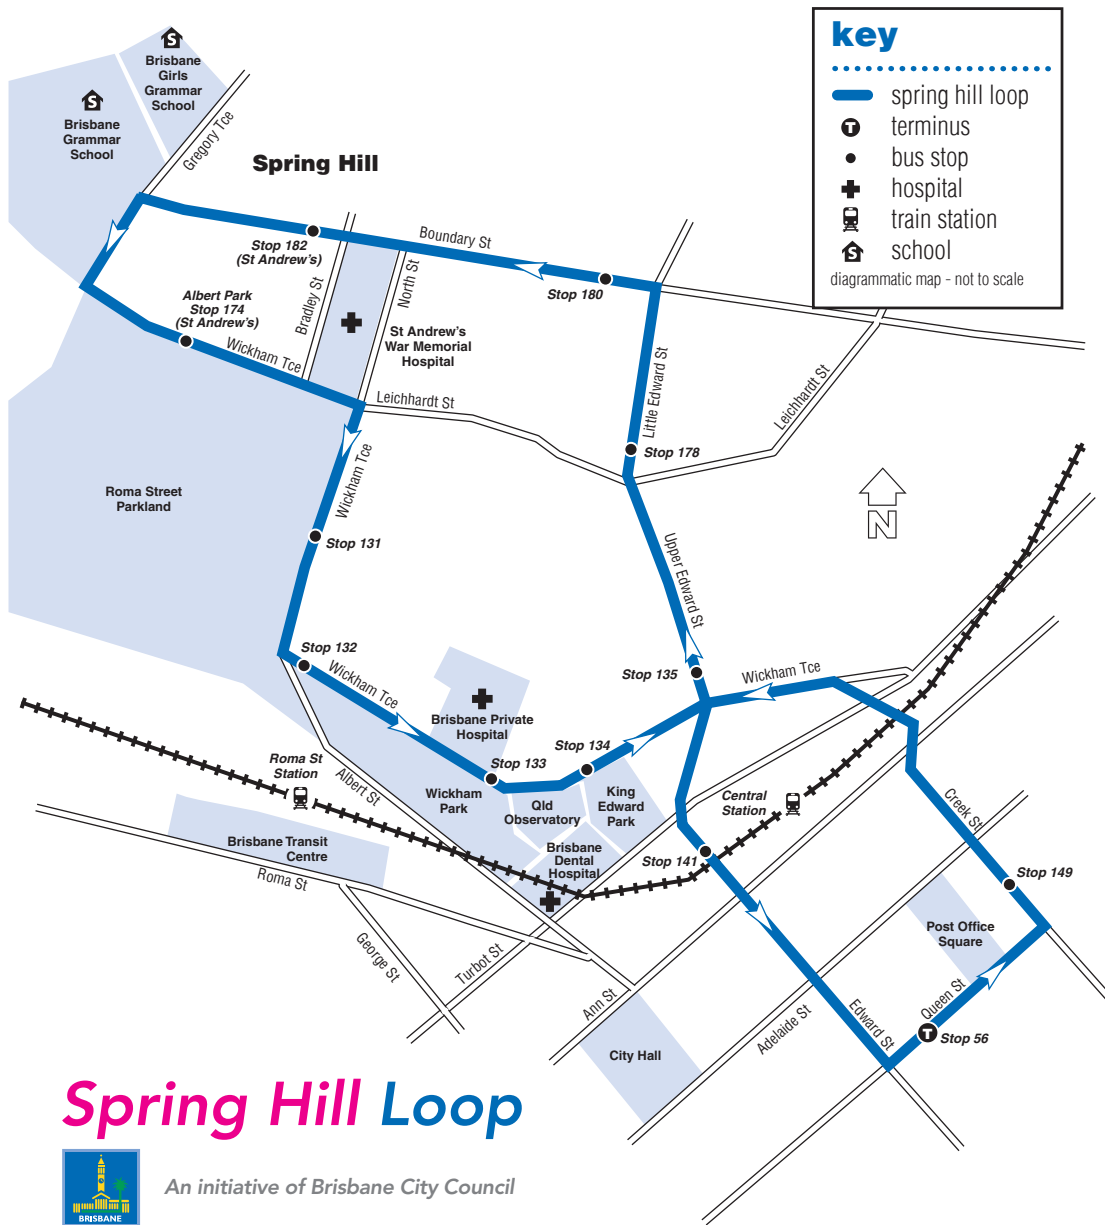 key
spring hill loop
T
terminus
bus stop
hospital
train station
S
school
diagrammatic map - not to scale
S
Brisbane
Girls
Grammar
School
S
Brisbane
Grammar
School
Gregory Tce
Spring Hill
Boundary St
Stop 182
(St Andrew's)
Stop 180
Albert Park
Stop 174
(St Andrew's)
Bradley St
North St
St Andrew's
War Memorial
Hospital
Wickham Tce
Leichhardt St
Little Edward St
Leichhardt St
Stop 178
Wickham Tce
Roma Street
Parkland
Stop 131
N
Upper Edward St
Stop 132
Wickham Tce
Stop 135
Wickham Tce
Brisbane Private
Hospital
Stop 134
Stop 133
Roma St
Station
Albert St
Wickham
Park
Qld
Observatory
King
Edward
Park
Central
Station
Creek St
Brisbane Transit
Centre
Brisbane
Dental
Hospital
Stop 141
Roma St
Stop 149
Post Office
Square
George St
Turbot St
Ann St
Queen St
Adelaide St
Edward St
T
Stop 56
City Hall
Spring Hill Loop
BRISBANE
An initiative of Brisbane City Council